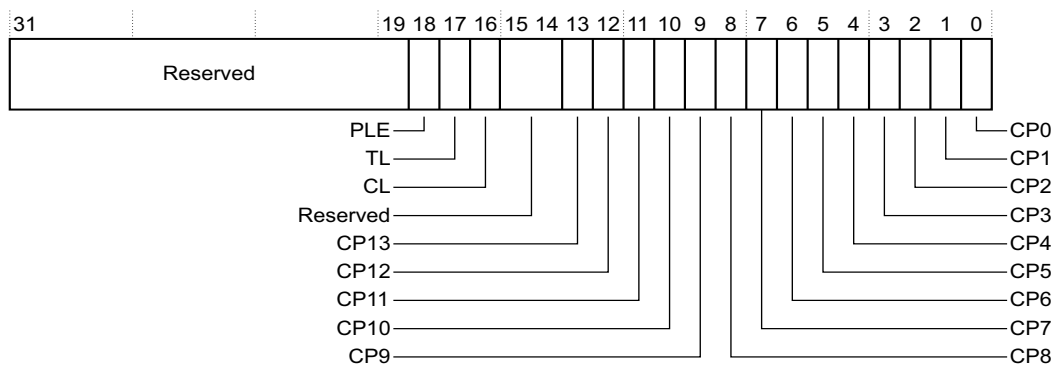 31 19 18 17 16 15 14 13 12 11 10 9 8 7 6 5 4 3 2 1 0
Reserved
PLE CP0
TL CP1
CL CP2
Reserved CP3
CP13 CP4
CP12 CP5
CP11 CP6
CP10 CP7
CP9 CP8